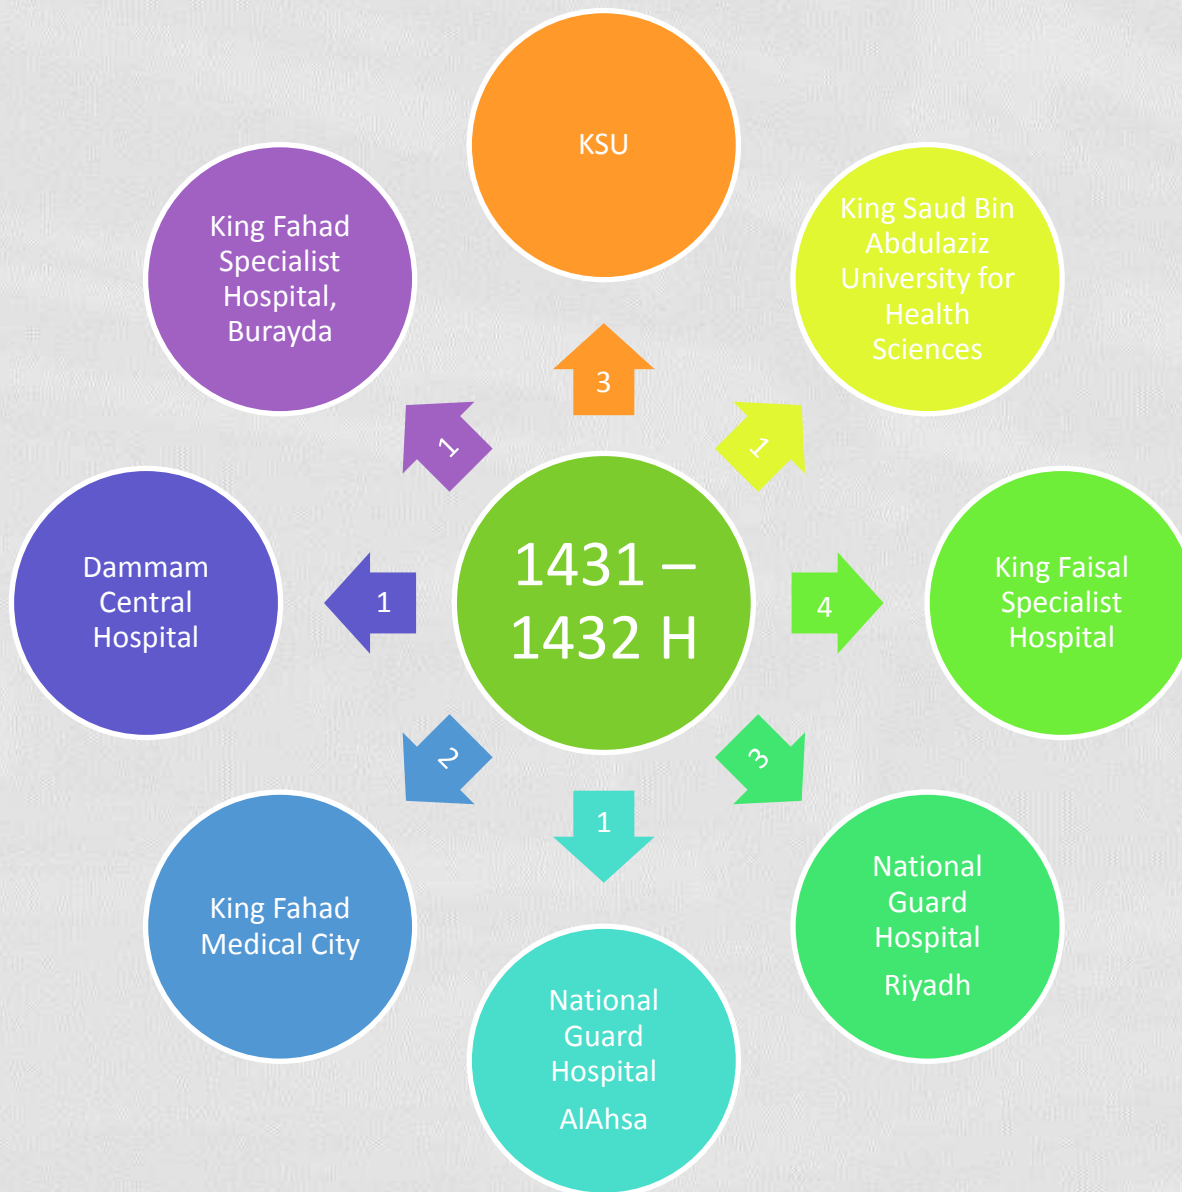 KSU
King Saud Bin
Abdulaziz
University for
Health
Sciences
King Faisal
Specialist
Hospital
National
Guard
Hospital
Riyadh
National
Guard
Hospital
AlAhsa
King Fahad
Medical City
Dammam
Central
Hospital
King Fahad
Specialist
Hospital,
Burayda
1431 –
1432 H
3
1
4
3
1
2
1
1